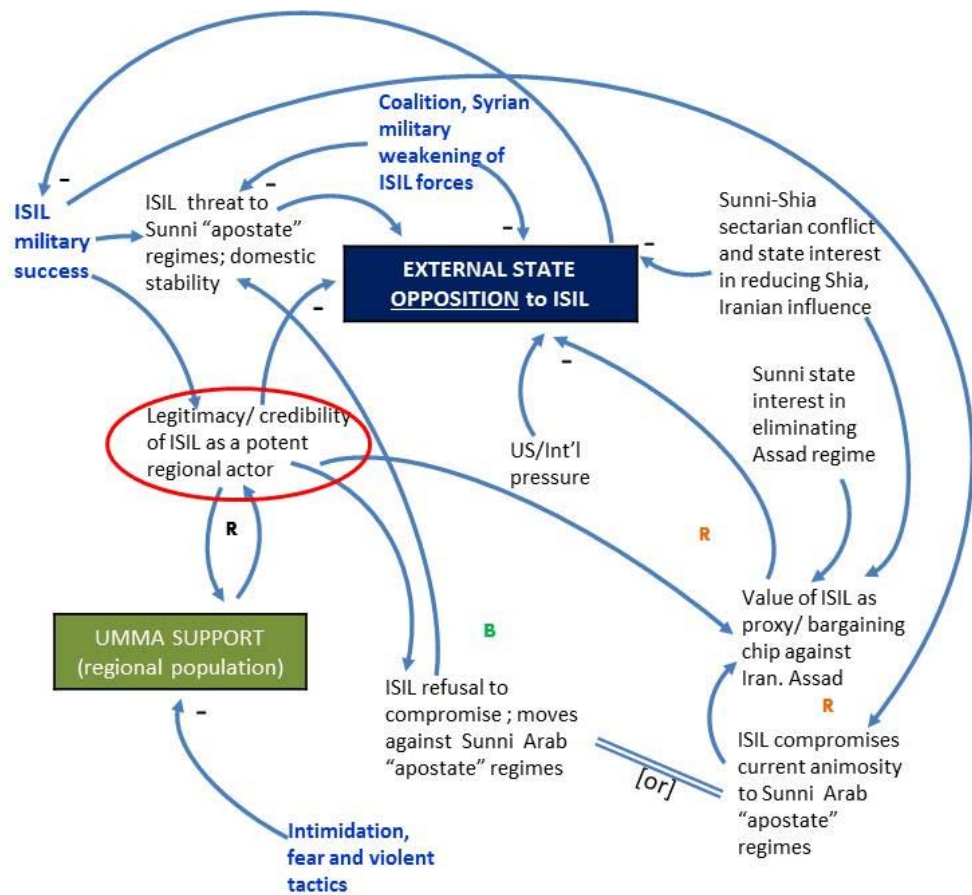 Coalition, Syrian
military
weakening of
ISIL forces
–
–
–
–
ISIL
military
success
ISIL threat to
Sunni “apostate”
regimes; domestic
stability
EXTERNAL STATE
OPPOSITION to ISIL
–
Sunni-Shia
sectarian conflict
and state interest
in reducing Shia,
Iranian influence
–
Legitimacy/ credibility
of ISIL as a potent
regional actor
US/Int’l
pressure
Sunni state
interest in
eliminating
Assad regime
R
R
B
UMMA SUPPORT
(regional population)
–
ISIL refusal to
compromise ; moves
against Sunni Arab
“apostate” regimes
Value of ISIL as
proxy/ bargaining
chip against
Iran. Assad
R
[or]
ISIL compromises
current animosity
to Sunni Arab
“apostate”
regimes
Intimidation,
fear and violent
tactics